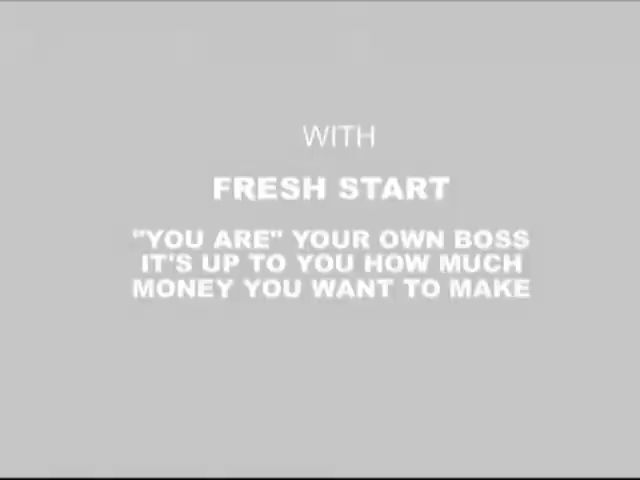 WITH
FRESH START
"YOU ARE" YOUR OWN BOSS
IT'S UP TO YOU HOW MUCH
MONEY YOU WANT TO MAKE